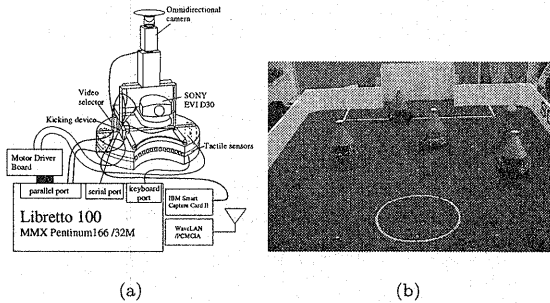 Omnidirectional
camera
Video
selector
SONY
EVI D30
Kicking device
Tactile sensors
Motor Driver
Board
parallel port
serial port
keyboard
port
IBM Smart
Capture Card II
Libretto 100
MMX Pentinum166 /32M
WaveLAN
/PCMCIA
(a)
(b)